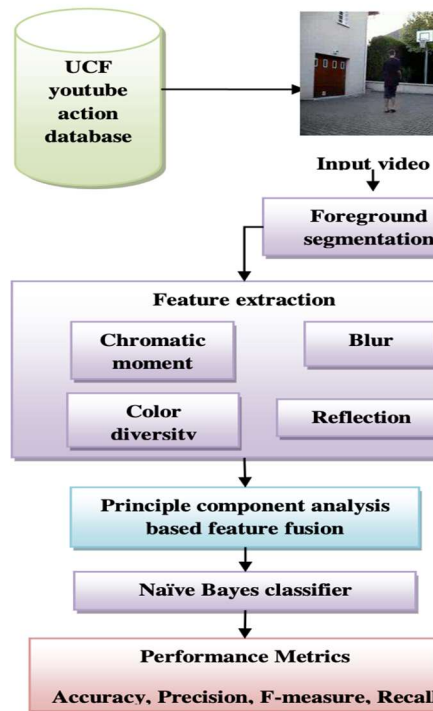 UCF
youtube
action
database
Input video
Foreground
segmentation
Feature extraction
Chromatic
moment
Blur
Color
diversity
Reflection
Principle component analysis
based feature fusion
Naïve Bayes classifier
Performance Metrics
Accuracy, Precision, F-measure, Recall